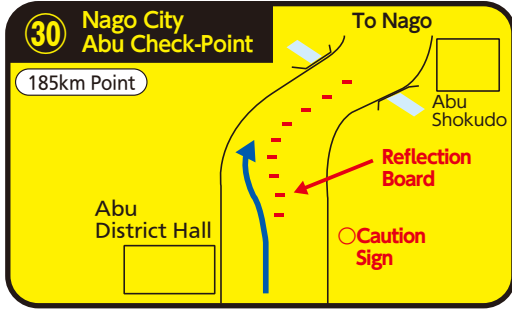 30
Nago City
Abu Check-Point
To Nago
185km Point
Abu
Shokudo
Reflection
Board
Abu
District Hall
○Caution
Sign